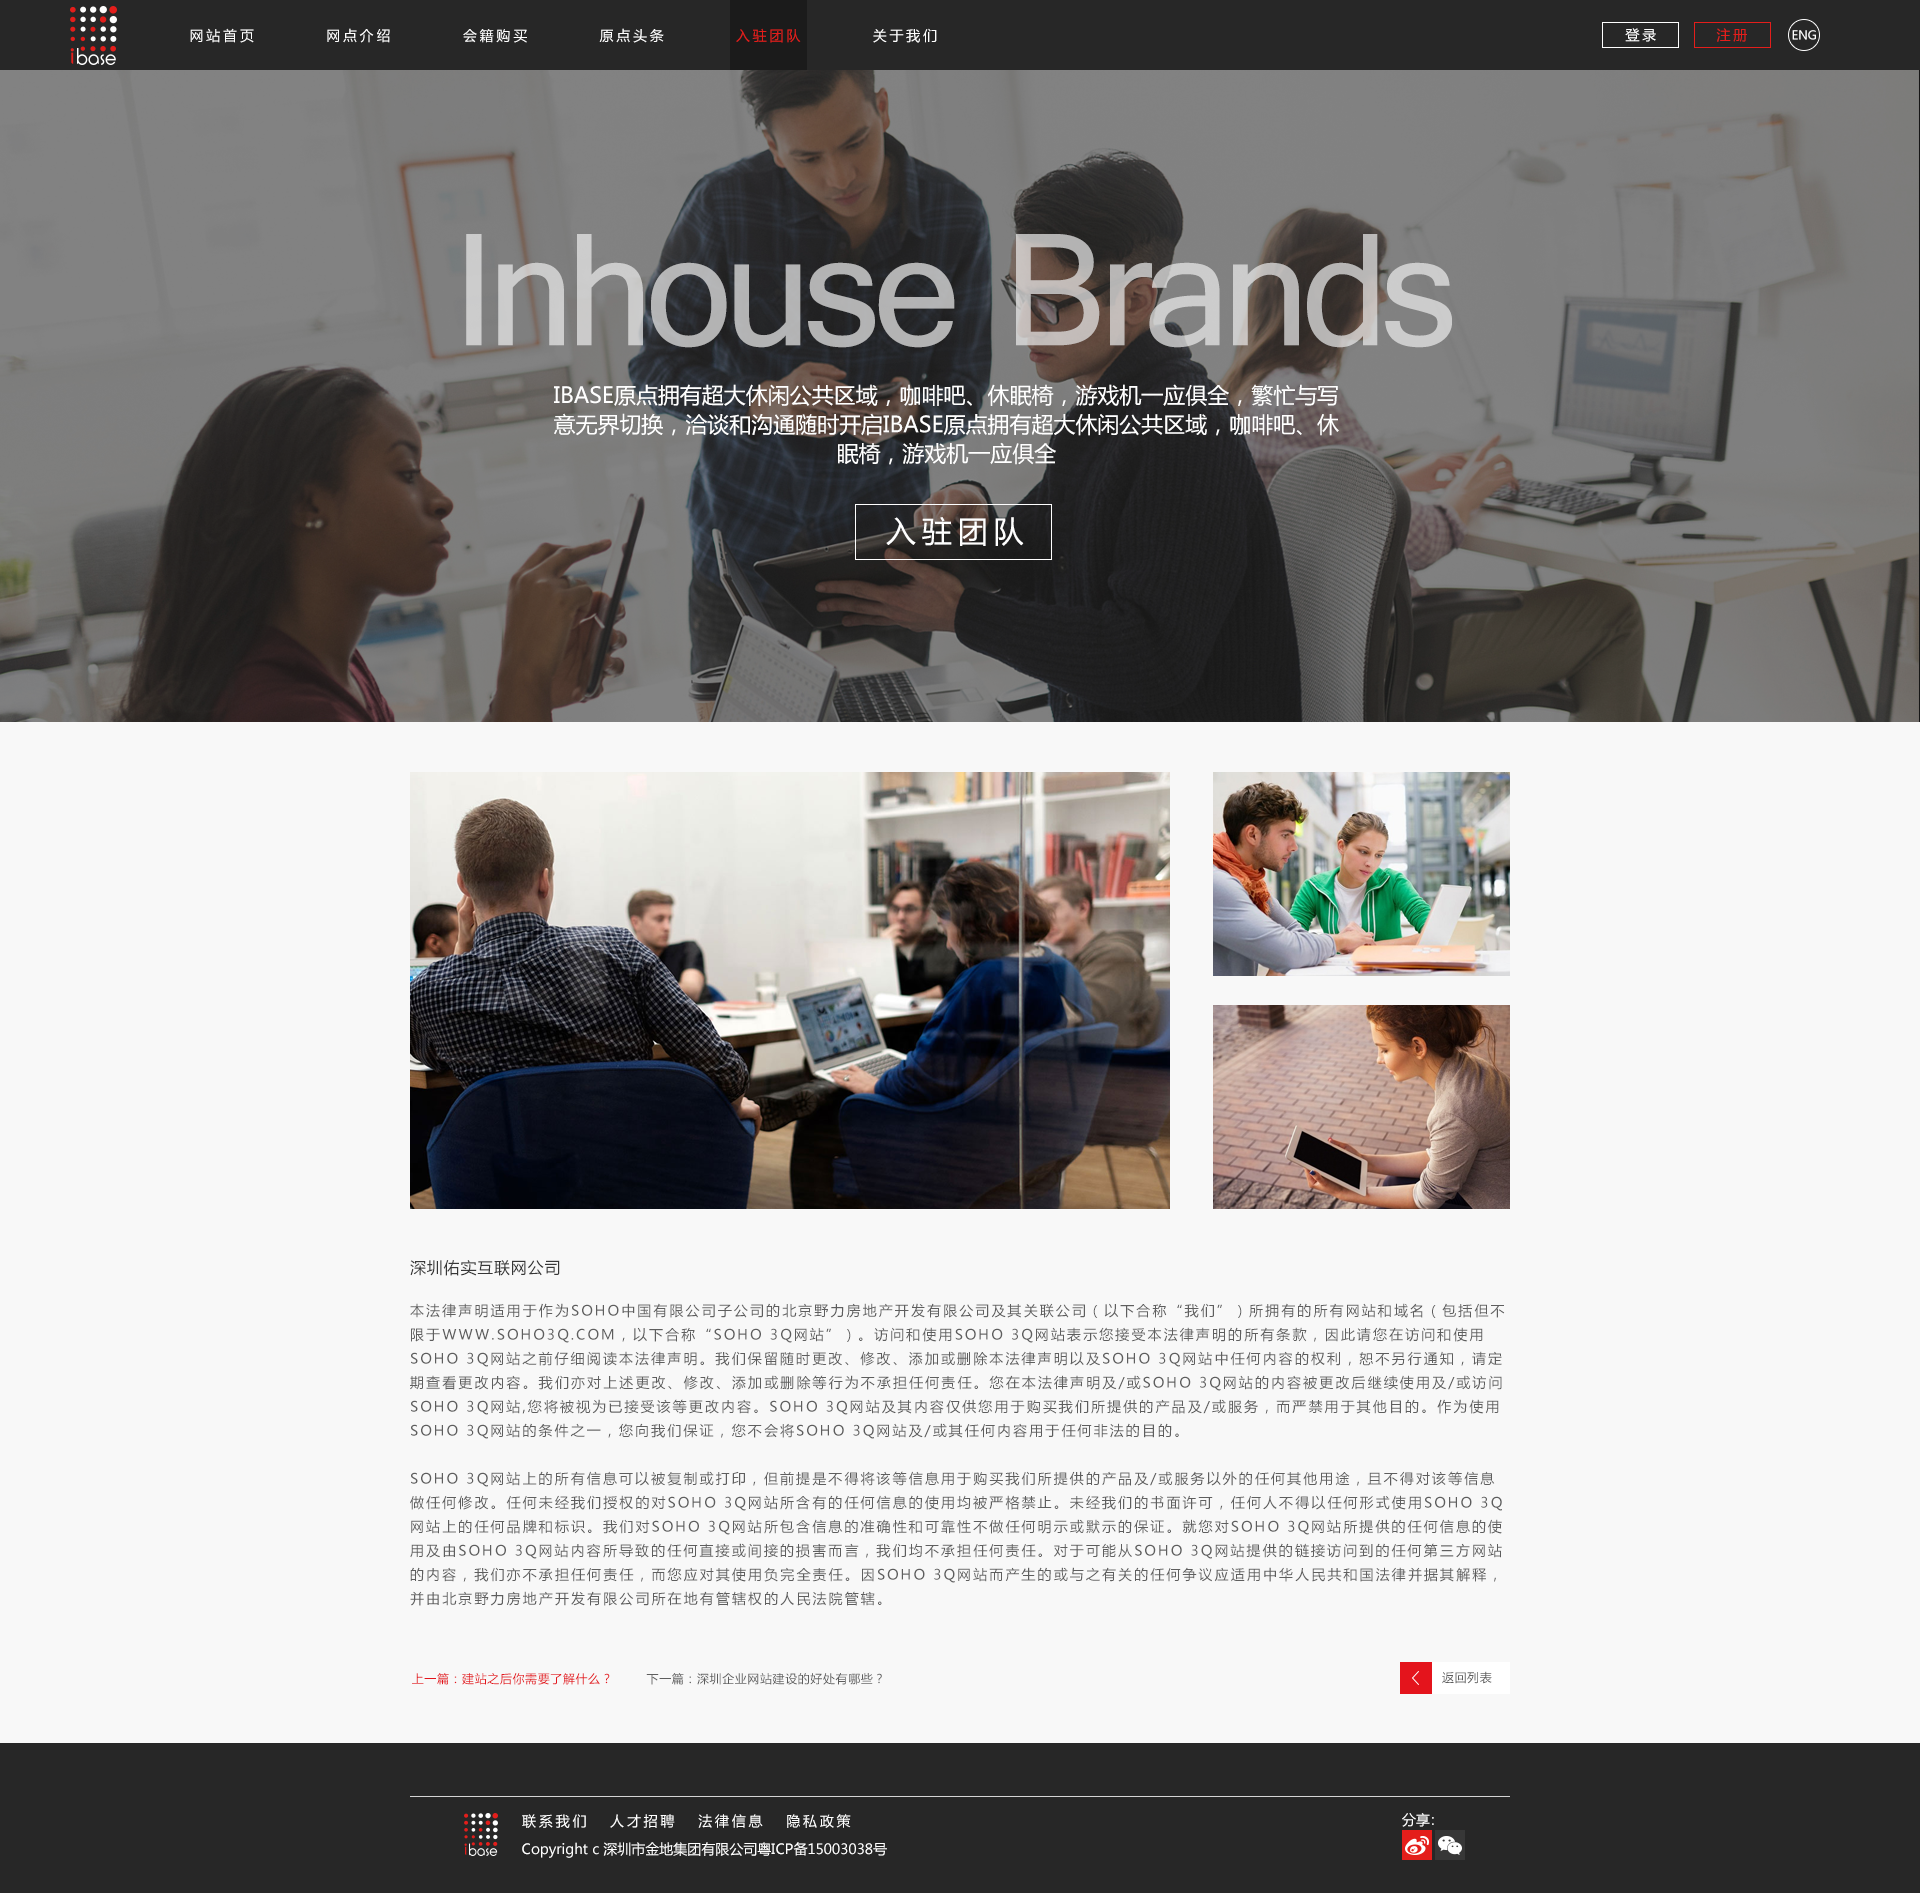 ibase
网站首页
网点介绍
会籍购买
原点头条
入驻团队
关于我们
登录
注册
ENG
Inhouse Brands
IBASE原点拥有超大休闲公共区域，咖啡吧、休眠椅，游戏机一应俱全，繁忙与写
意无界切换，洽谈和沟通随时开启IBASE原点拥有超大休闲公共区域，咖啡吧、休
眠椅，游戏机一应俱全
入驻团队
深圳佑实互联网公司
本法律声明适用于作为SOHO中国有限公司子公司的北京野力房地产开发有限公司及其关联公司（以下合称“我们”）所拥有的所有网站和域名（包括但不
限于WWW.SOHO3Q.COM，以下合称“SOHO 3Q网站”）。访问和使用SOHO 3Q网站表示您接受本法律声明的所有条款，因此请您在访问和使用
SOHO 3Q网站之前仔细阅读本法律声明。我们保留随时更改、修改、添加或删除本法律声明以及SOHO 3Q网站中任何内容的权利，恕不另行通知，请定
期查看更改内容。我们亦对上述更改、修改、添加或删除等行为不承担任何责任。您在本法律声明及/或SOHO 3Q网站的内容被更改后继续使用及/或访问
SOHO 3Q网站,您将被视为已接受该等更改内容。SOHO 3Q网站及其内容仅供您用于购买我们所提供的产品及/或服务，而严禁用于其他目的。作为使用
SOHO 3Q网站的条件之一，您向我们保证，您不会将SOHO 3Q网站及/或其任何内容用于任何非法的目的。
SOHO 3Q网站上的所有信息可以被复制或打印，但前提是不得将该等信息用于购买我们所提供的产品及/或服务以外的任何其他用途，且不得对该等信息
做任何修改。任何未经我们授权的对SOHO 3Q网站所含有的任何信息的使用均被严格禁止。未经我们的书面许可，任何人不得以任何形式使用SOHO 3Q
网站上的任何品牌和标识。我们对SOHO 3Q网站所包含信息的准确性和可靠性不做任何明示或默示的保证。就您对SOHO 3Q网站所提供的任何信息的使
用及由SOHO 3Q网站内容所导致的任何直接或间接的损害而言，我们均不承担任何责任。对于可能从SOHO 3Q网站提供的链接访问到的任何第三方网站
的内容，我们亦不承担任何责任，而您应对其使用负完全责任。因SOHO 3Q网站而产生的或与之有关的任何争议应适用中华人民共和国法律并据其解释，
并由北京野力房地产开发有限公司所在地有管辖权的人民法院管辖。
上一篇：建站之后你需要了解什么？
下一篇：深圳企业网站建设的好处有哪些？
返回列表
ibase
联系我们
人才招聘
法律信息
隐私政策
Copyright c 深圳市金地集团有限公司粤ICP备15003038号
分享: